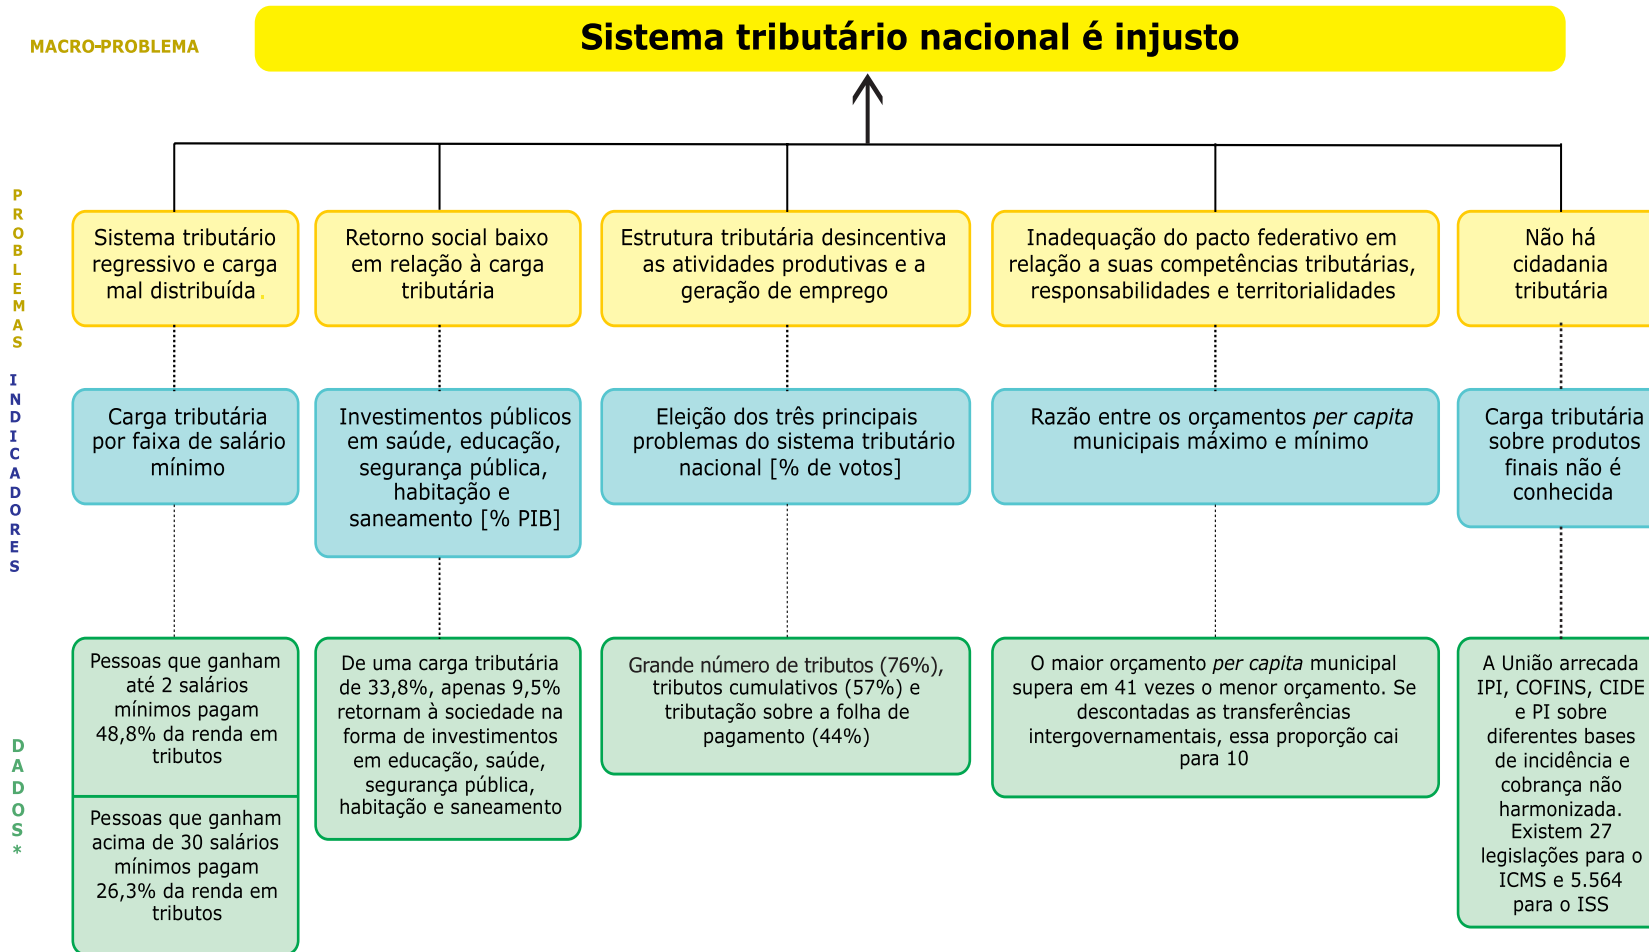 MACRO-PROBLEMA
Sistema tributário nacional é injusto
PROBLEMAS
Sistema tributário
regressivo e carga
mal distribuída.
Retorno social baixo
em relação à carga
tributária
Estrutura tributária desincentiva
as atividades produtivas e a
geração de emprego
Inadequação do pacto federativo em
relação a suas competências tributárias,
responsabilidades e territorialidades
Não há
cidadania
tributária
INDICADORES
Carga tributária
por faixa de salário
mínimo
Investimentos públicos
em saúde, educação,
segurança pública,
habitação e
saneamento [% PIB]
Eleição dos três principais
problemas do sistema tributário
nacional [% de votos]
Razão entre os orçamentos per capita
municipais máximo e mínimo
Carga tributária
sobre produtos
finais não é
conhecida
DADOS*
Pessoas que ganham
até 2 salários
mínimos pagam
48,8% da renda em
tributos
Pessoas que ganham
acima de 30 salários
mínimos pagam
26,3% da renda em
tributos
De uma carga tributária
de 33,8%, apenas 9,5%
retornam à sociedade na
forma de investimentos
em educação, saúde,
segurança pública,
habitação e saneamento
Grande número de tributos (76%),
tributos cumulativos (57%) e
tributação sobre a folha de
pagamento (44%)
O maior orçamento per capita municipal
supera em 41 vezes o menor orçamento. Se
descontadas as transferências
intergovernamentais, essa proporção cai
para 10
A União arrecada
IPI, COFINS, CIDE
e PI sobre
diferentes bases
de incidência e
cobrança não
harmonizada.
Existem 27
legislações para o
ICMS e 5.564
para o ISS